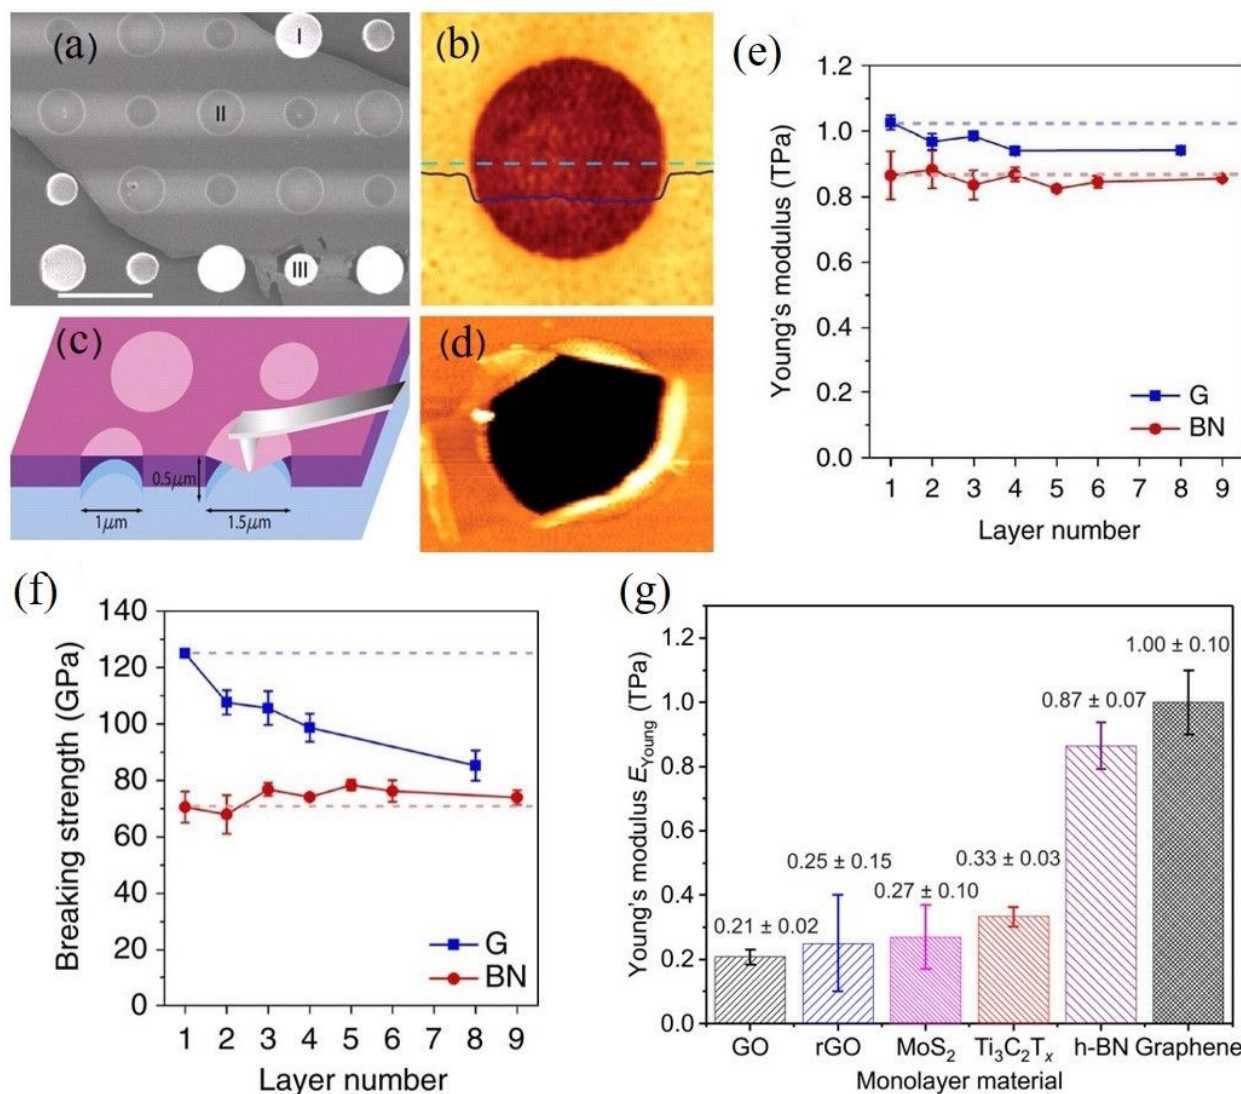 (a)
I
II
III
(b)
(c)
0.5μm
1μm
1.5μm
(d)
(e)
Young's modulus (TPa)
1.2
1.0
0.8
0.6
0.4
0.2
0.0
G
BN
1 2 3 4 5 6 7 8 9
Layer number
(f)
Breaking strength (GPa)
140
120
100
80
60
40
20
0
G
BN
1 2 3 4 5 6 7 8 9
Layer number
(g)
Young's modulus E_Young (TPa)
1.2
1.0
0.8
0.6
0.4
0.2
0.0
0.21 ± 0.02
0.25 ± 0.15
0.27 ± 0.10
0.33 ± 0.03
0.87 ± 0.07
1.00 ± 0.10
GO rGO MoS₂ Ti₃C₂Tₓ h-BN Graphene
Monolayer material